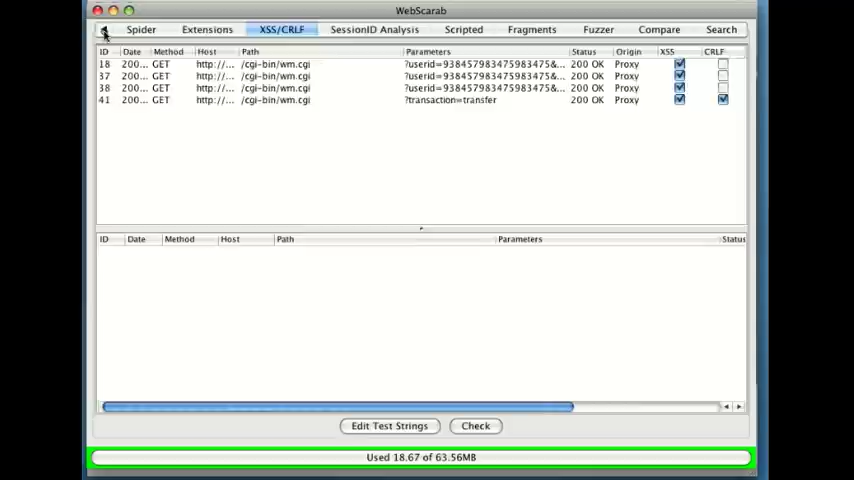 WebScarab
Spider Extensions XSS/CRLF SessionID Analysis Scripted Fragments Fuzzer Compare Search
ID Date Method Host Path Parameters Status Origin XSS CRLF
18 200... GET http://... /cgi-bin/wm.cgi ?userid=9384579834759834​75&... 200 OK Proxy
37 200... GET http://... /cgi-bin/wm.cgi ?userid=938457983475983475&... 200 OK Proxy
38 200... GET http://... /cgi-bin/wm.cgi ?userid=938457983475983475&... 200 OK Proxy
41 200... GET http://... /cgi-bin/wm.cgi ?transaction=transfer 200 OK Proxy
ID Date Method Host Path Parameters Status
Edit Test Strings Check
Used 18.67 of 63.56MB